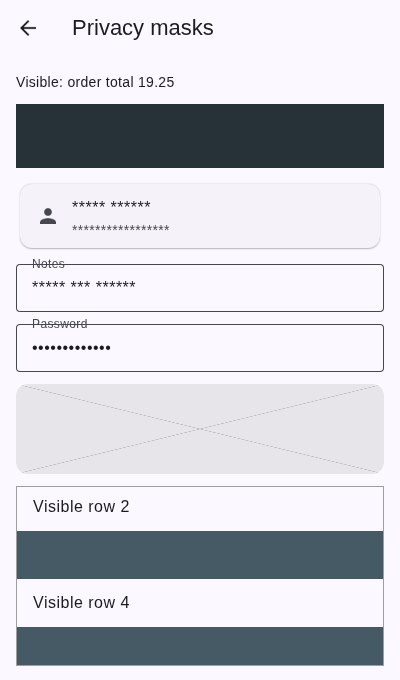 Privacy masks
Visible: order total 19.25
***** ******
*****************
Notes
***** *** ******
Password
•••••••••••••
Visible row 2
Visible row 4